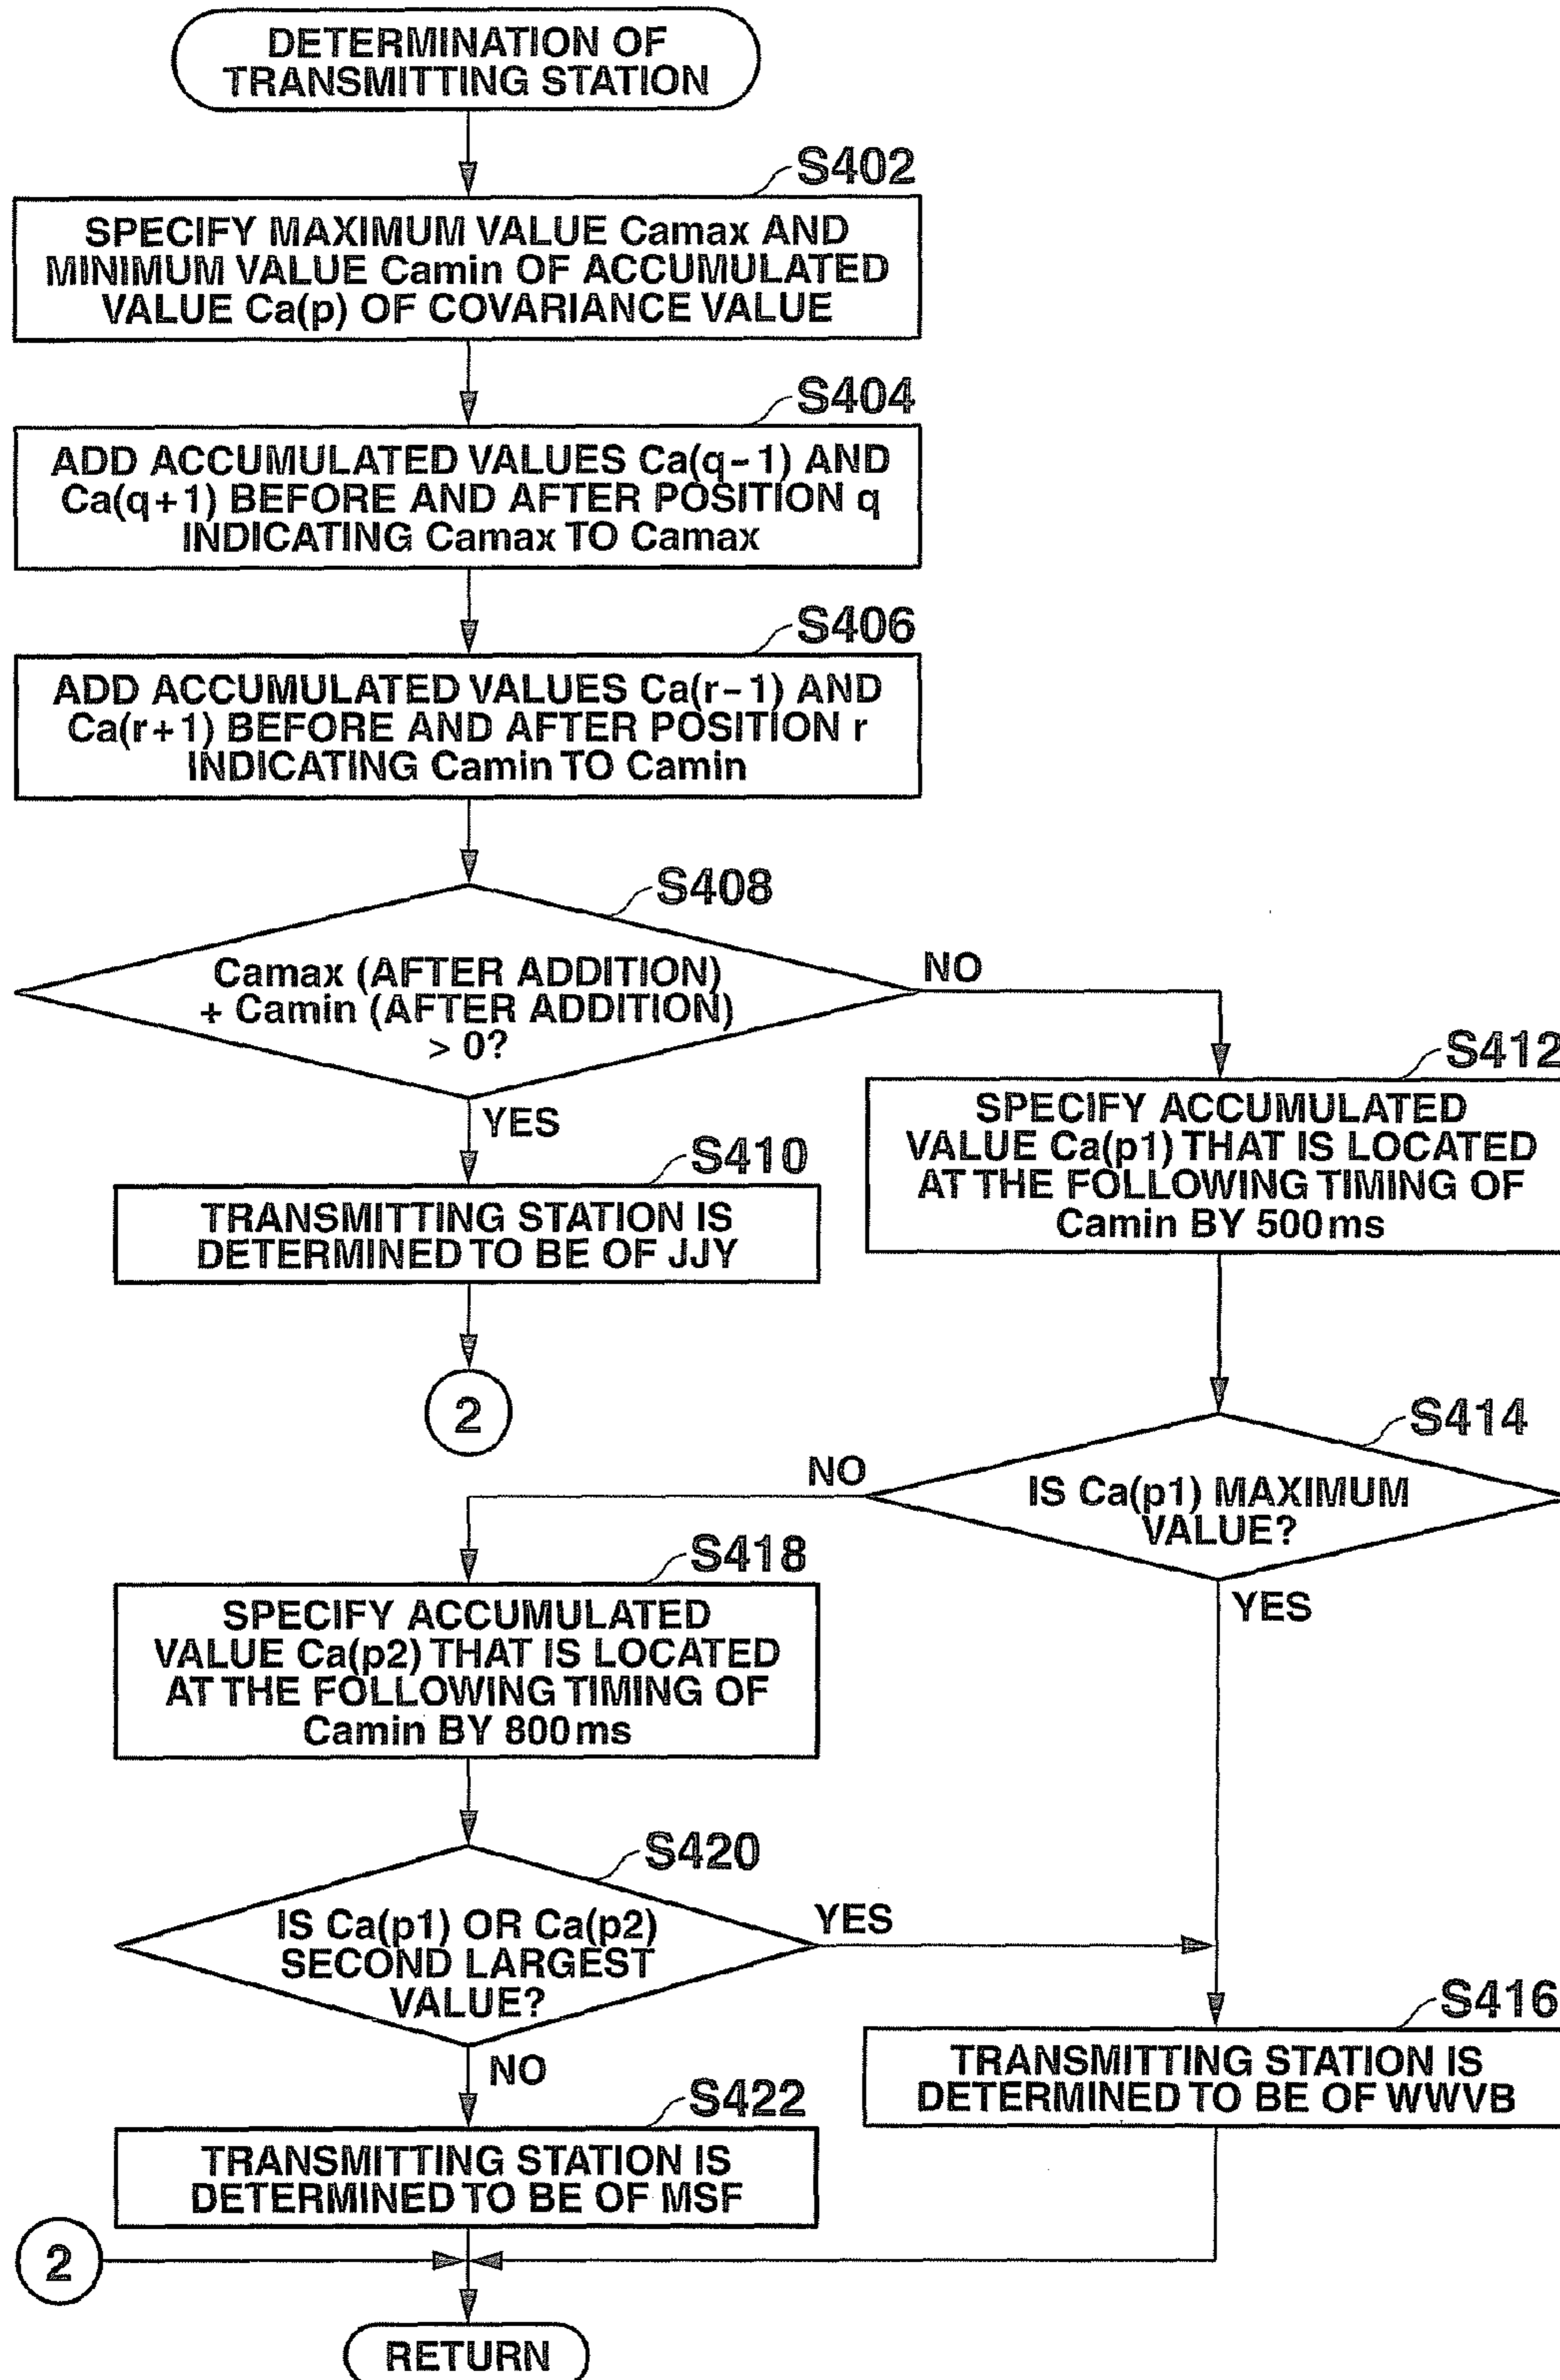 DETERMINATION OF
TRANSMITTING STATION
S402
SPECIFY MAXIMUM VALUE Camax AND
MINIMUM VALUE Camin OF ACCUMULATED
VALUE Ca(p) OF COVARIANCE VALUE
S404
ADD ACCUMULATED VALUES Ca(q-1) AND
Ca(q+1) BEFORE AND AFTER POSITION q
INDICATING Camax TO Camax
S406
ADD ACCUMULATED VALUES Ca(r-1) AND
Ca(r+1) BEFORE AND AFTER POSITION r
INDICATING Camin TO Camin
S408
Camax (AFTER ADDITION)
+ Camin (AFTER ADDITION)
> 0?
NO
YES
S410
TRANSMITTING STATION IS
DETERMINED TO BE OF JJY
2
S412
SPECIFY ACCUMULATED
VALUE Ca(p1) THAT IS LOCATED
AT THE FOLLOWING TIMING OF
Camin BY 500ms
S414
IS Ca(p1) MAXIMUM
VALUE?
NO
YES
S418
SPECIFY ACCUMULATED
VALUE Ca(p2) THAT IS LOCATED
AT THE FOLLOWING TIMING OF
Camin BY 800ms
S420
IS Ca(p1) OR Ca(p2)
SECOND LARGEST
VALUE?
YES
NO
S416
TRANSMITTING STATION IS
DETERMINED TO BE OF WWVB
S422
TRANSMITTING STATION IS
DETERMINED TO BE OF MSF
2
RETURN